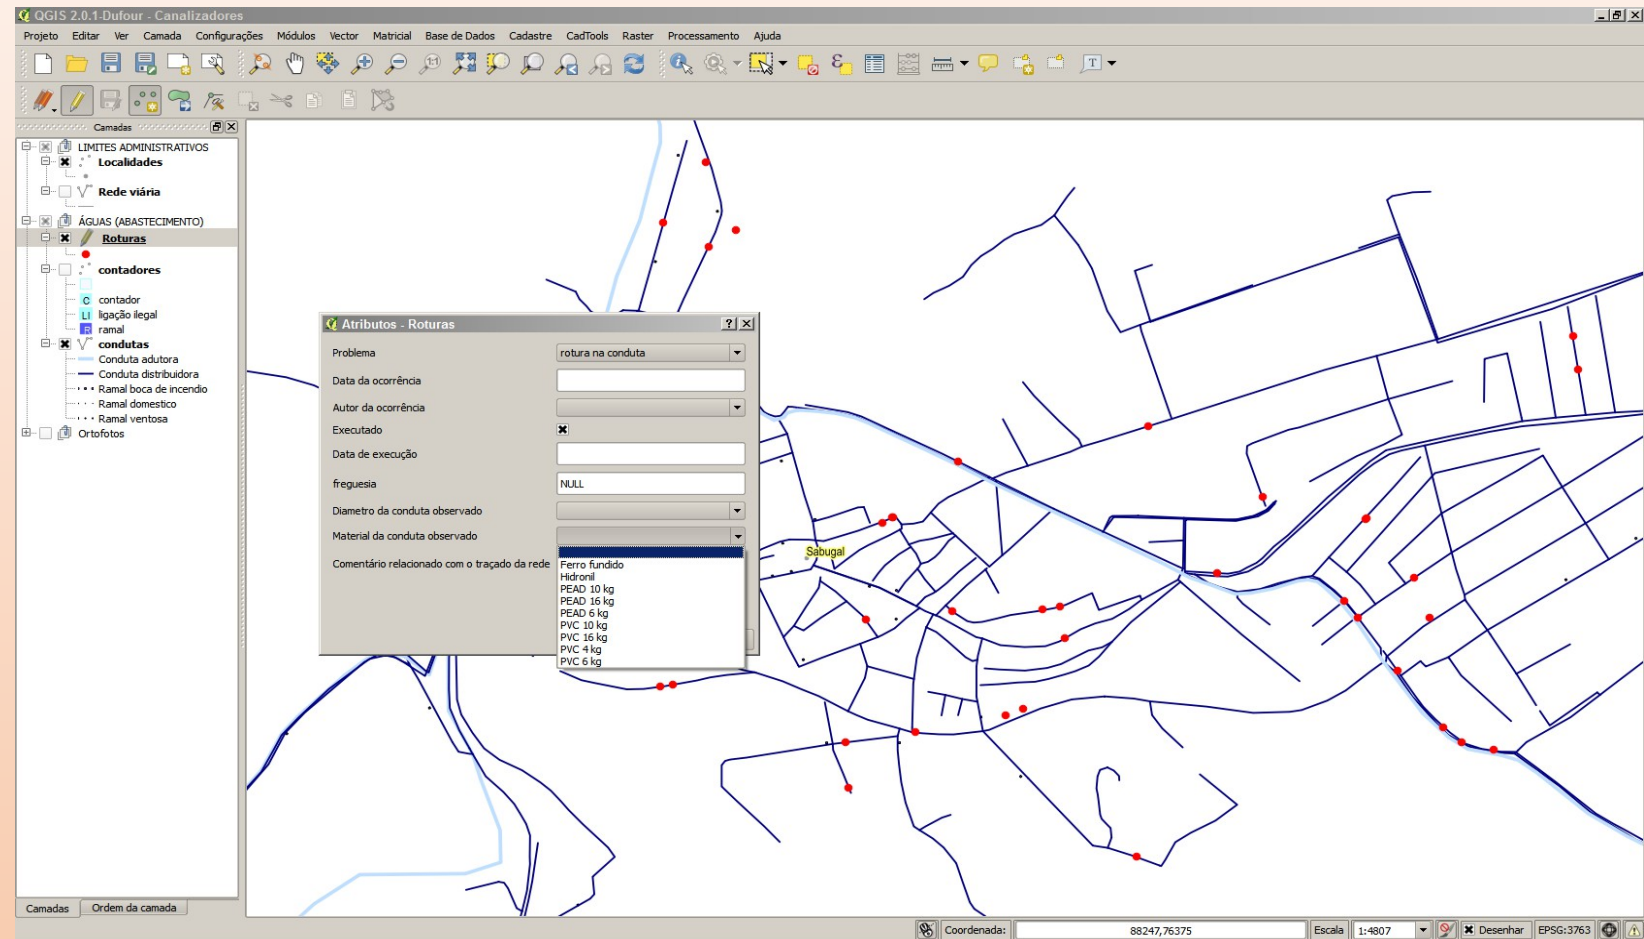 QGIS 2.0.1-Dufour - Canalizadores
Projeto Editar Ver Camada Configurações Módulos Vector Matricial Base de Dados Cadastre CadTools Raster Processamento Ajuda
Camadas
LIMITES ADMINISTRATIVOS
Localidades
Rede viária
ÁGUAS (ABASTECIMENTO)
Roturas
contadores
C contador
LI ligação ilegal
R ramal
condutas
Conduta adutora
Conduta distribuidora
Ramal boca de incendio
Ramal domestico
Ramal ventosa
Ortofotos
Atributos - Roturas
Problema rotura na conduta
Data da ocorrência
Autor da ocorrência
Executado
Data de execução
freguesia NULL
Diametro da conduta observado
Material da conduta observado
Comentário relacionado com o traçado da rede
Ferro fundido
Hidronil
PEAD 10 kg
PEAD 16 kg
PEAD 6 kg
PVC 10 kg
PVC 16 kg
PVC 4 kg
PVC 6 kg
Sabugal
Camadas Ordem da camada
Coordenada: 88247,76375 Escala 1:4807 Desenhar EPSG:3763